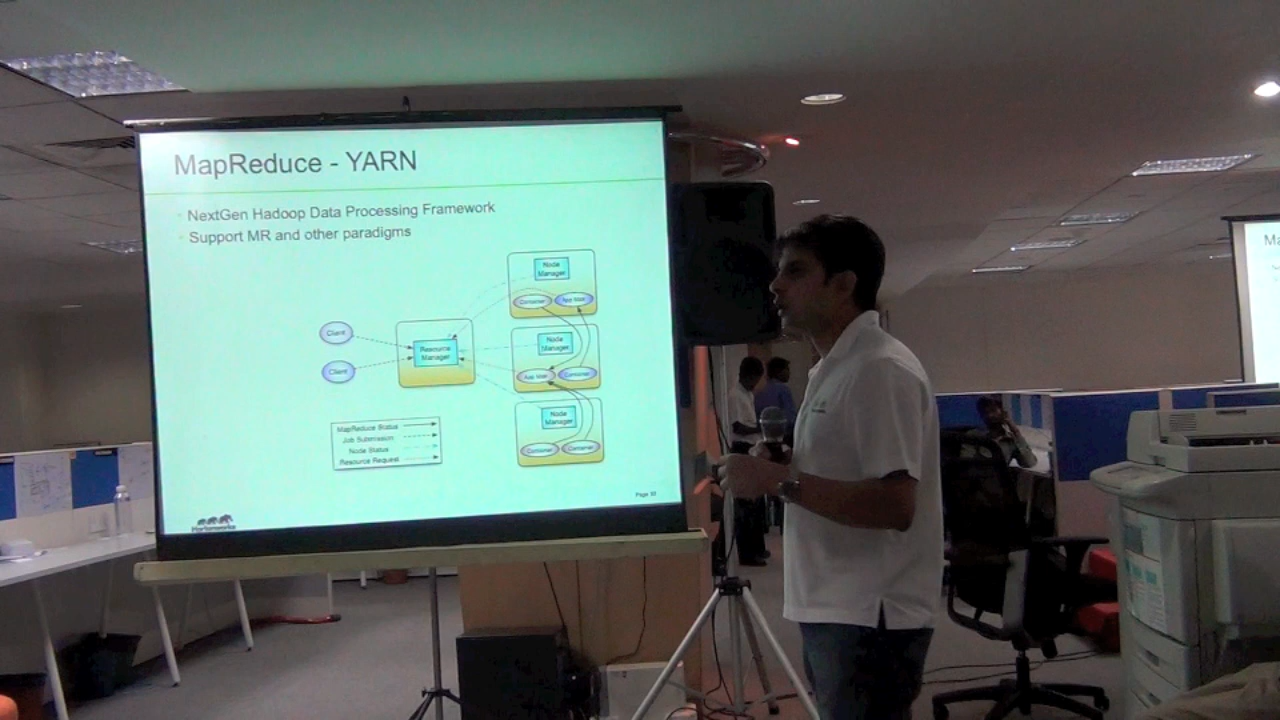 MapReduce - YARN
NextGen Hadoop Data Processing Framework
Support MR and other paradigms
Node
Manager
Container App Mstr
Client
Resource
Manager
Node
Manager
App Mstr Container
Client
Node
Manager
Container Container
MapReduce Status
Job Submission
Node Status
Resource Request
Hortonworks
Ma